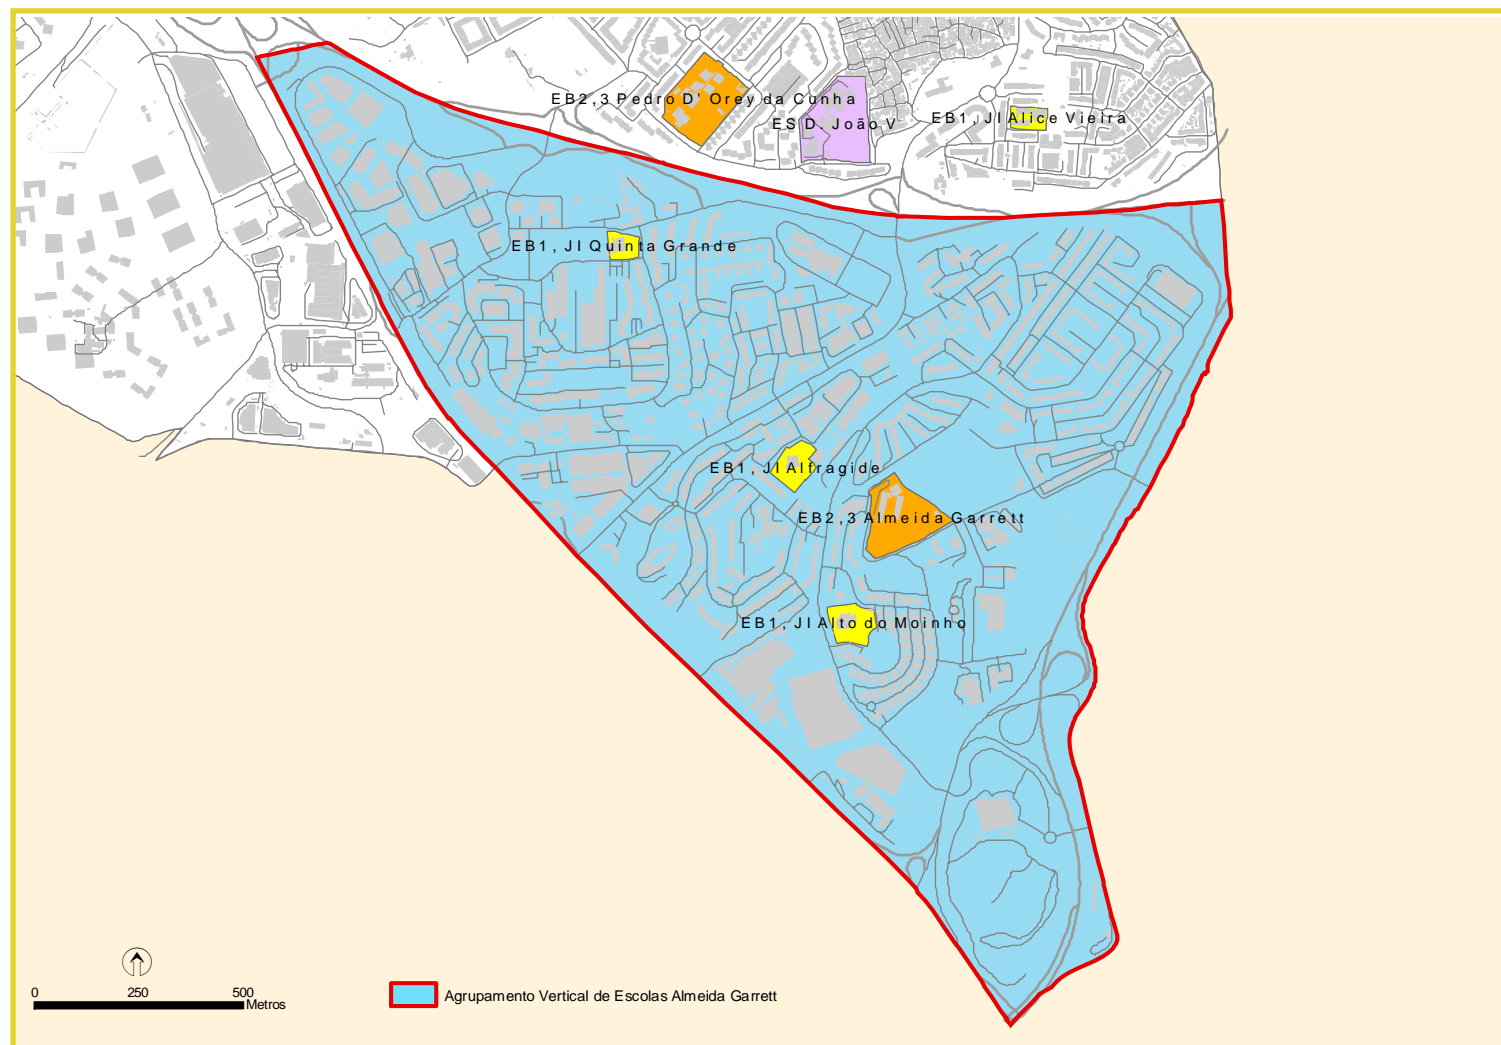 EB2,3 Pedro D' Orey da Cunha
ES D. João V
EB1, JI Alice Vieira
EB1, JI Quinta Grande
EB1, JI Alfragide
EB2,3 Almeida Garrett
EB1, JI Alto do Moinho
0 250 500
Metros
Agrupamento Vertical de Escolas Almeida Garrett